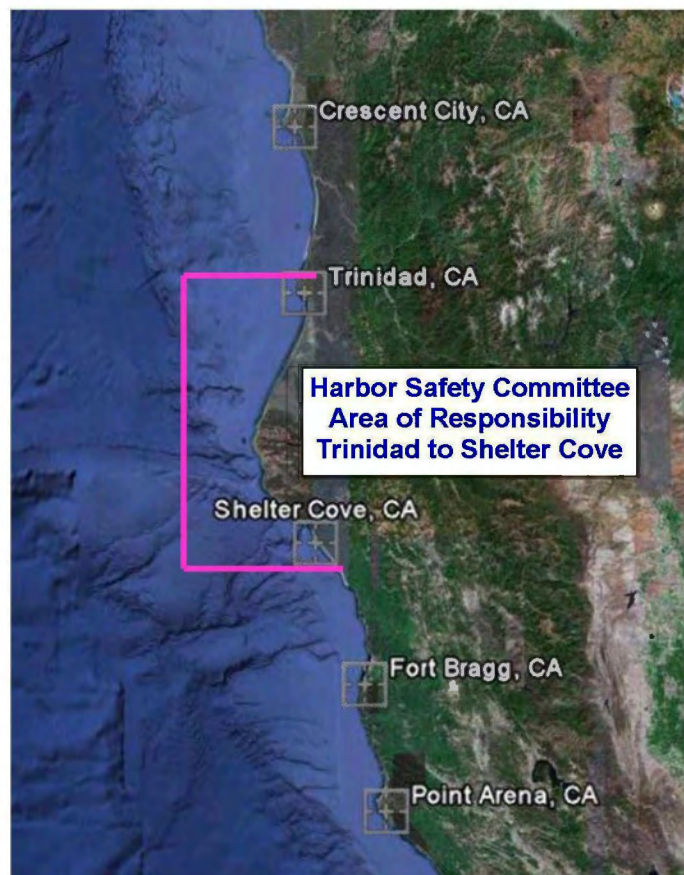 Crescent City, CA
Trinidad, CA
Harbor Safety Committee
Area of Responsibility
Trinidad to Shelter Cove
Shelter Cove, CA
Fort Bragg, CA
Point Arena, CA